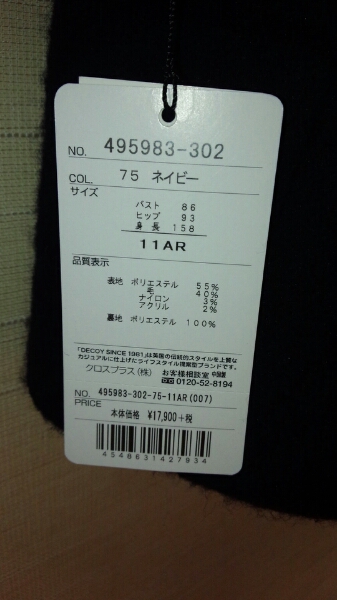 NO. 495983-302
COL. 75 ネイビー
サイズ
バスト 86
ヒップ 93
身長 158
11AR
品質表示
表地 ポリエステル 55%
毛 40%
ナイロン 3%
アクリル 2%
裏地 ポリエステル 100%
「DECOY SINCE 1981」は英国の伝統的スタイルを上質な
カジュアルに仕上げたライフスタイル提案型ブランドです。
クロスプラス(株) お客様相談室 中国製
0120-52-8194
NO. 495983-302-75-11AR(007)
PRICE
本体価格 ¥17,900+税
4548631427934